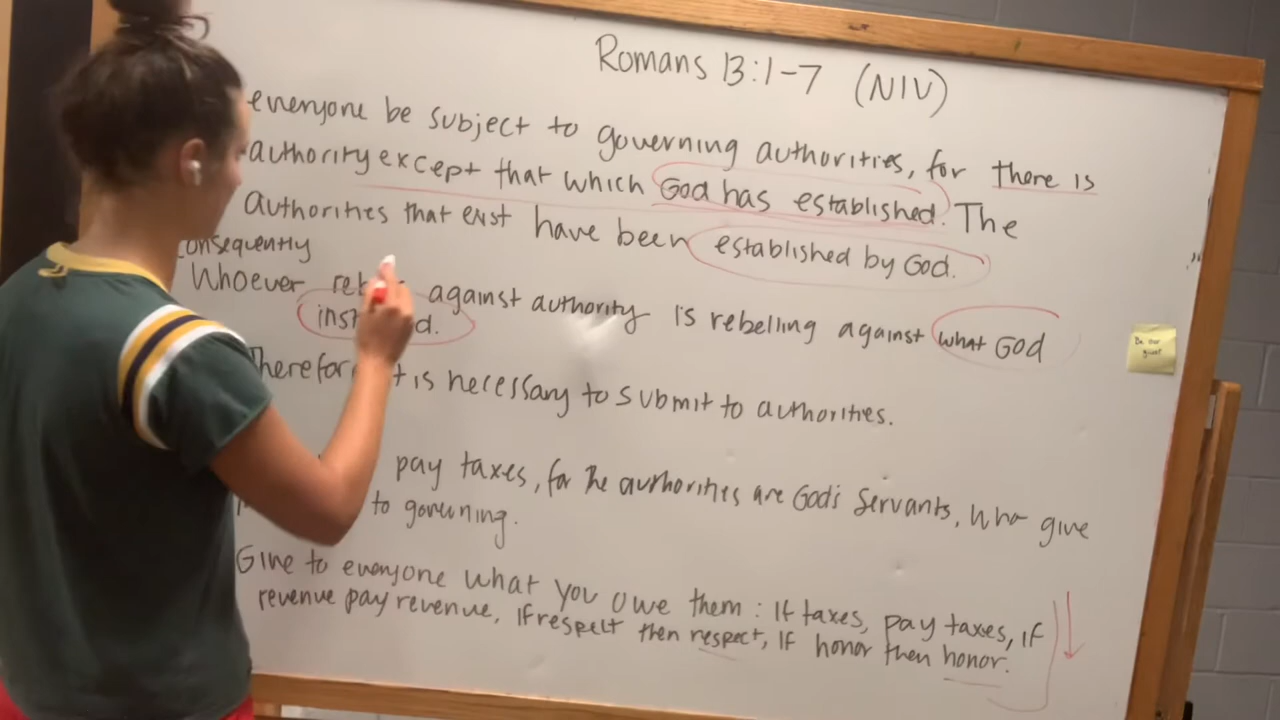 Romans 13:1-7 (NIV)
everyone be subject to governing authorities, for there is
authority except that which God has established. The
authorities that exist have been established by God.
onsequently
Whoever against authority is rebelling against what God
is necessary to submit to authorities.
pay taxes, for the authorities are God's servants, who give
to governing.
Give to everyone what you owe them: If taxes, pay taxes, if
revenue pay revenue, If respect then respect, If honor then honor.